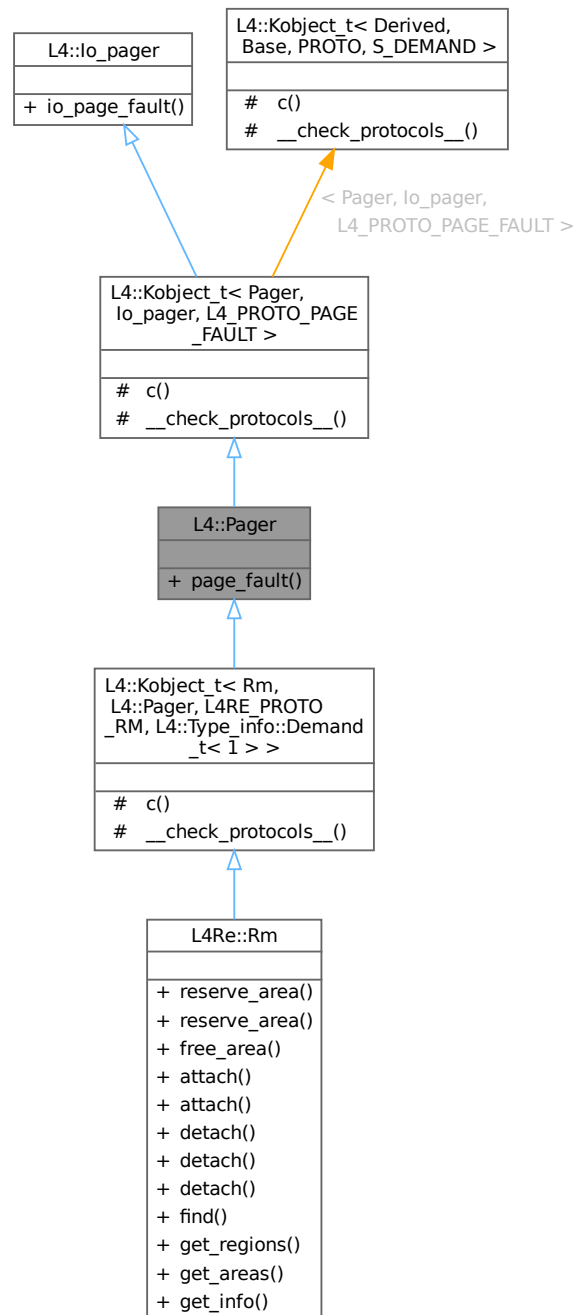 L4::Io_pager
+ io_page_fault()
L4::Kobject_t< Derived,
Base, PROTO, S_DEMAND >
# c()
# __check_protocols__()
< Pager, Io_pager,
L4_PROTO_PAGE_FAULT >
L4::Kobject_t< Pager,
Io_pager, L4_PROTO_PAGE
_FAULT >
# c()
# __check_protocols__()
L4::Pager
+ page_fault()
L4::Kobject_t< Rm,
L4::Pager, L4RE_PROTO
_RM, L4::Type_info::Demand
_t< 1 > >
# c()
# __check_protocols__()
L4Re::Rm
+ reserve_area()
+ reserve_area()
+ free_area()
+ attach()
+ attach()
+ detach()
+ detach()
+ detach()
+ find()
+ get_regions()
+ get_areas()
+ get_info()